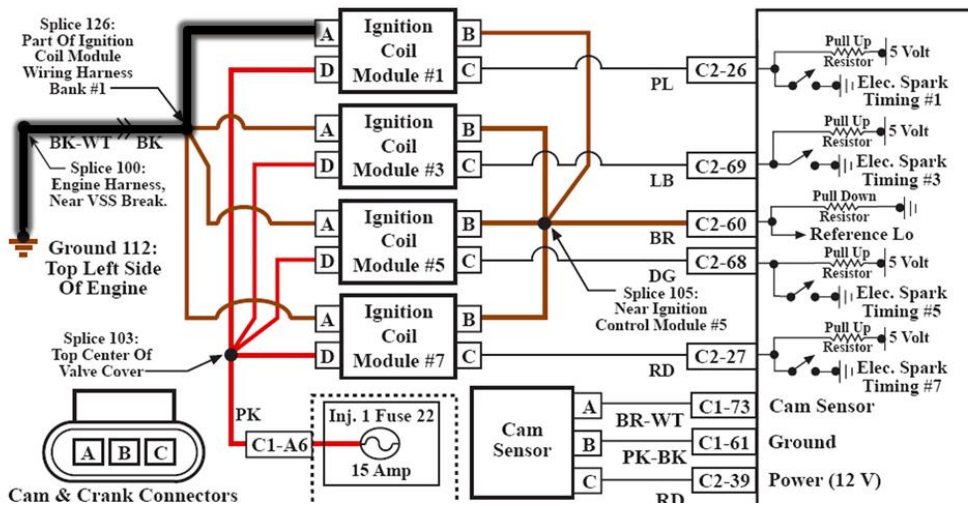 Splice 126:
Part Of Ignition
Coil Module
Wiring Harness
Bank #1
BK-WT
BK
Splice 100:
Engine Harness,
Near VSS Break.
Ground 112:
Top Left Side
Of Engine
Splice 103:
Top Center Of
Valve Cover
PK
C1-A6
Inj. 1 Fuse 22
15 Amp
A B C
Cam & Crank Connectors
A
D
Ignition
Coil
Module #1
B
C
A
D
Ignition
Coil
Module #3
B
C
A
D
Ignition
Coil
Module #5
B
C
A
D
Ignition
Coil
Module #7
B
C
Splice 105:
Near Ignition
Control Module #5
PL
C2-26
LB
C2-69
BR
C2-60
DG
C2-68
RD
C2-27
Pull Up
Resistor
5 Volt
Elec. Spark
Timing #1
Pull Up
Resistor
5 Volt
Elec. Spark
Timing #3
Pull Down
Resistor
Reference Lo
Pull Up
Resistor
5 Volt
Elec. Spark
Timing #5
Pull Up
Resistor
5 Volt
Elec. Spark
Timing #7
Cam
Sensor
A
BR-WT
C1-73
Cam Sensor
B
PK-BK
C1-61
Ground
C
RD
C2-39
Power (12 V)